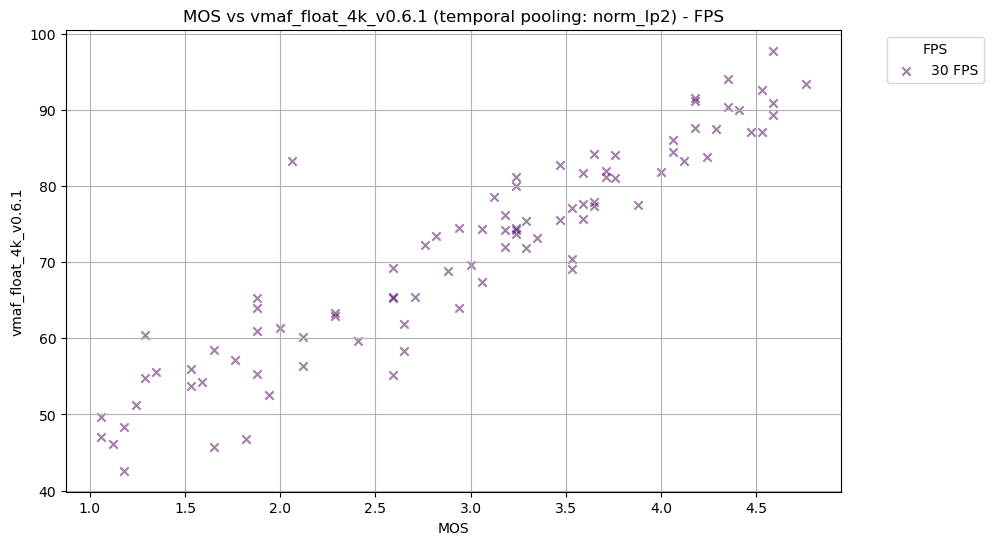 MOS vs vmaf_float_4k_v0.6.1 (temporal pooling: norm_lp2) - FPS
FPS
30 FPS
vmaf_float_4k_v0.6.1
100
90
80
70
60
50
40
1.0 1.5 2.0 2.5 3.0 3.5 4.0 4.5
MOS